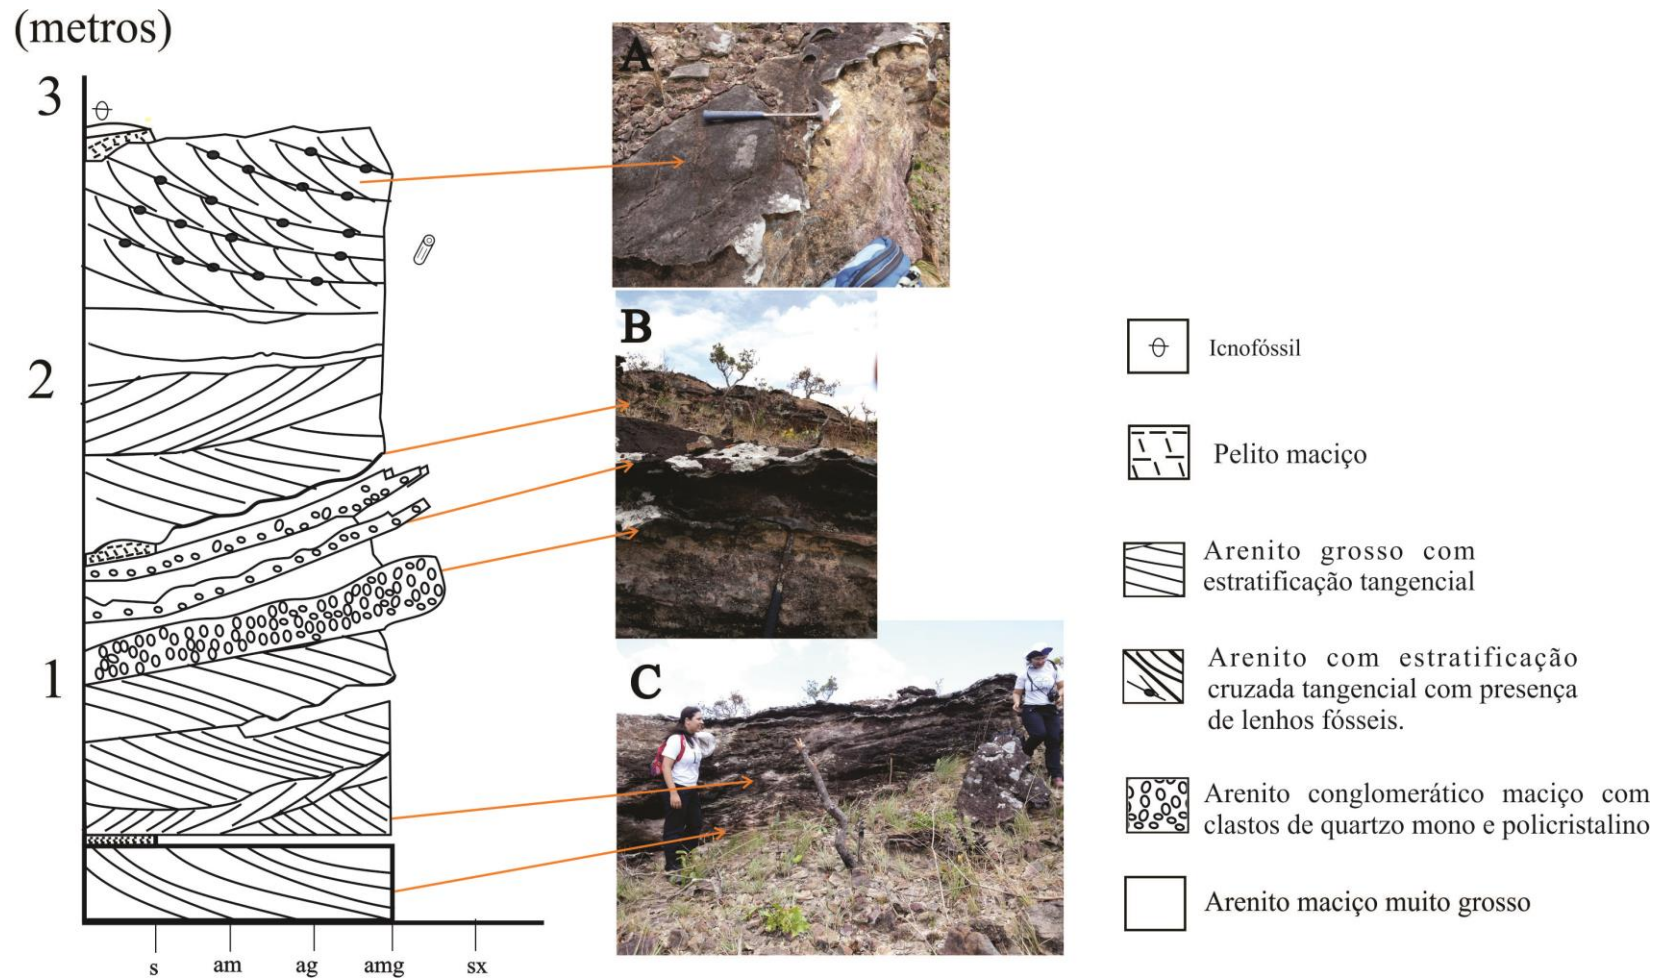 (metros)
3
2
1
s am ag amg sx
A
B
C
Icnofóssil
Pelito maciço
Arenito grosso com
estratificação tangencial
Arenito com estratificação
cruzada tangencial com presença
de lenhos fósseis.
Arenito conglomerático maciço com
clastos de quartzo mono e policristalino
Arenito maciço muito grosso